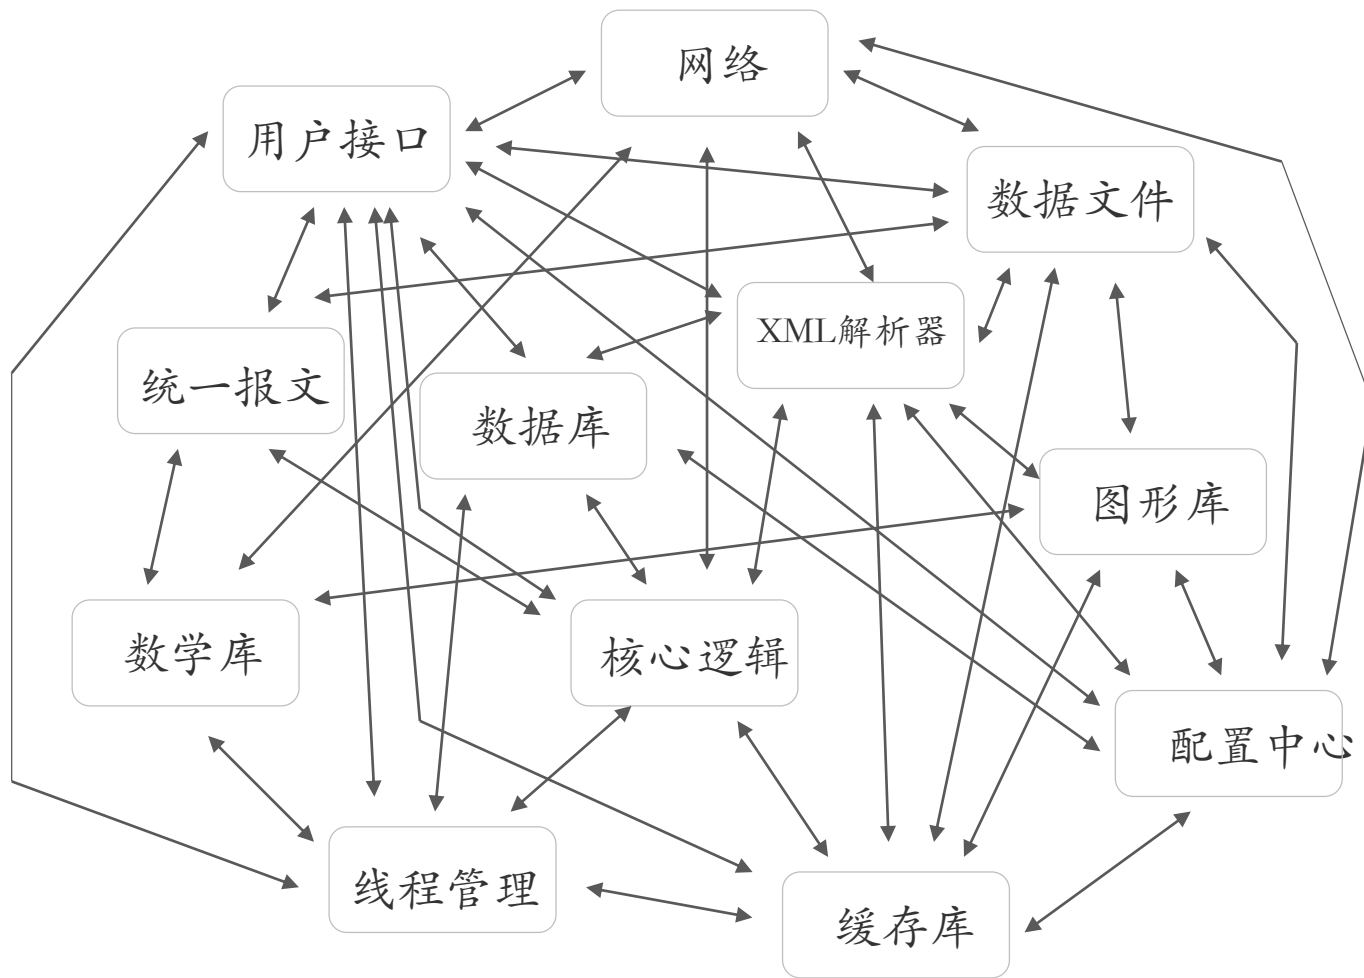 网络
用户接口
数据文件
XML解析器
统一报文
数据库
图形库
数学库
核心逻辑
配置中心
线程管理
缓存库